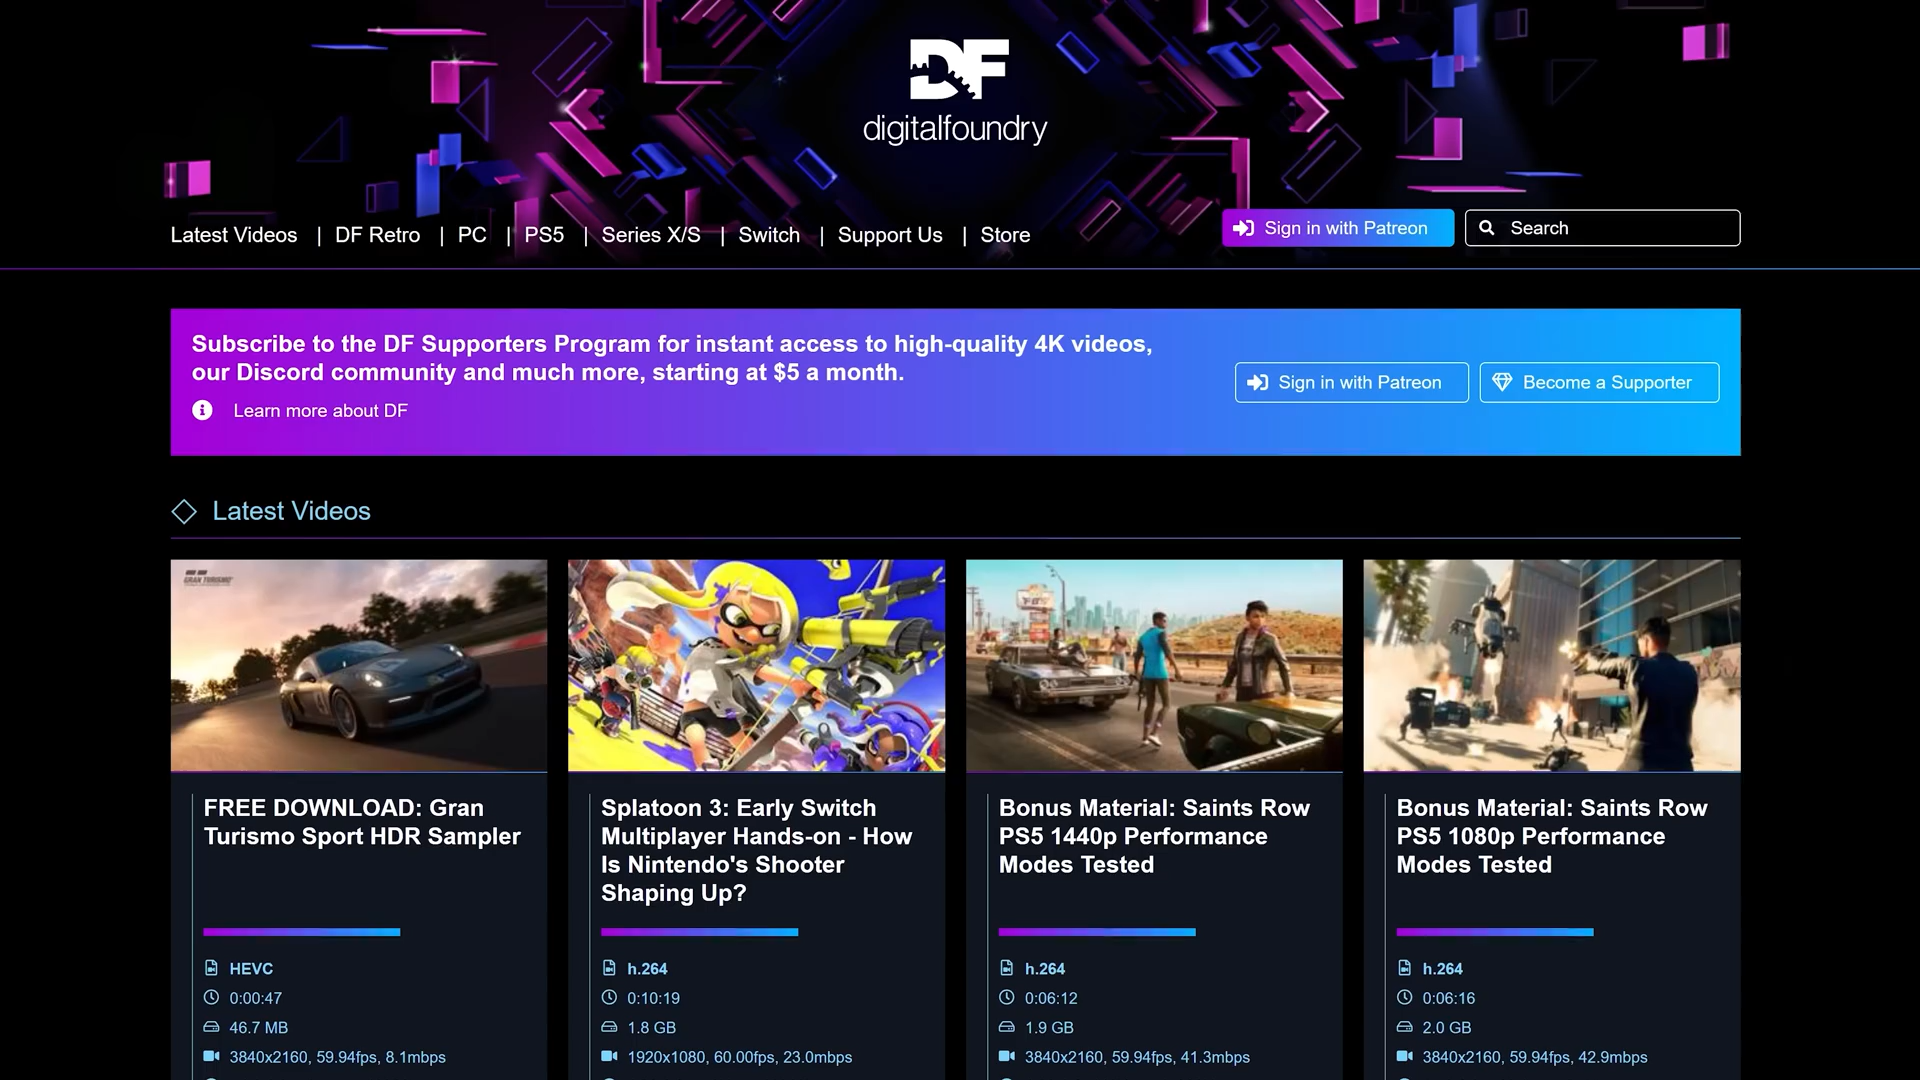 DF
digitalfoundry
Latest Videos | DF Retro | PC | PS5 | Series X/S | Switch | Support Us | Store
Sign in with Patreon
Search
Subscribe to the DF Supporters Program for instant access to high-quality 4K videos,
our Discord community and much more, starting at $5 a month.
Learn more about DF
Sign in with Patreon
Become a Supporter
Latest Videos
GRAN TURISMO
FREE DOWNLOAD: Gran
Turismo Sport HDR Sampler
HEVC
0:00:47
46.7 MB
3840x2160, 59.94fps, 8.1mbps
Splatoon 3: Early Switch
Multiplayer Hands-on - How
Is Nintendo's Shooter
Shaping Up?
h.264
0:10:19
1.8 GB
1920x1080, 60.00fps, 23.0mbps
Bonus Material: Saints Row
PS5 1440p Performance
Modes Tested
h.264
0:06:12
1.9 GB
3840x2160, 59.94fps, 41.3mbps
Bonus Material: Saints Row
PS5 1080p Performance
Modes Tested
h.264
0:06:16
2.0 GB
3840x2160, 59.94fps, 42.9mbps